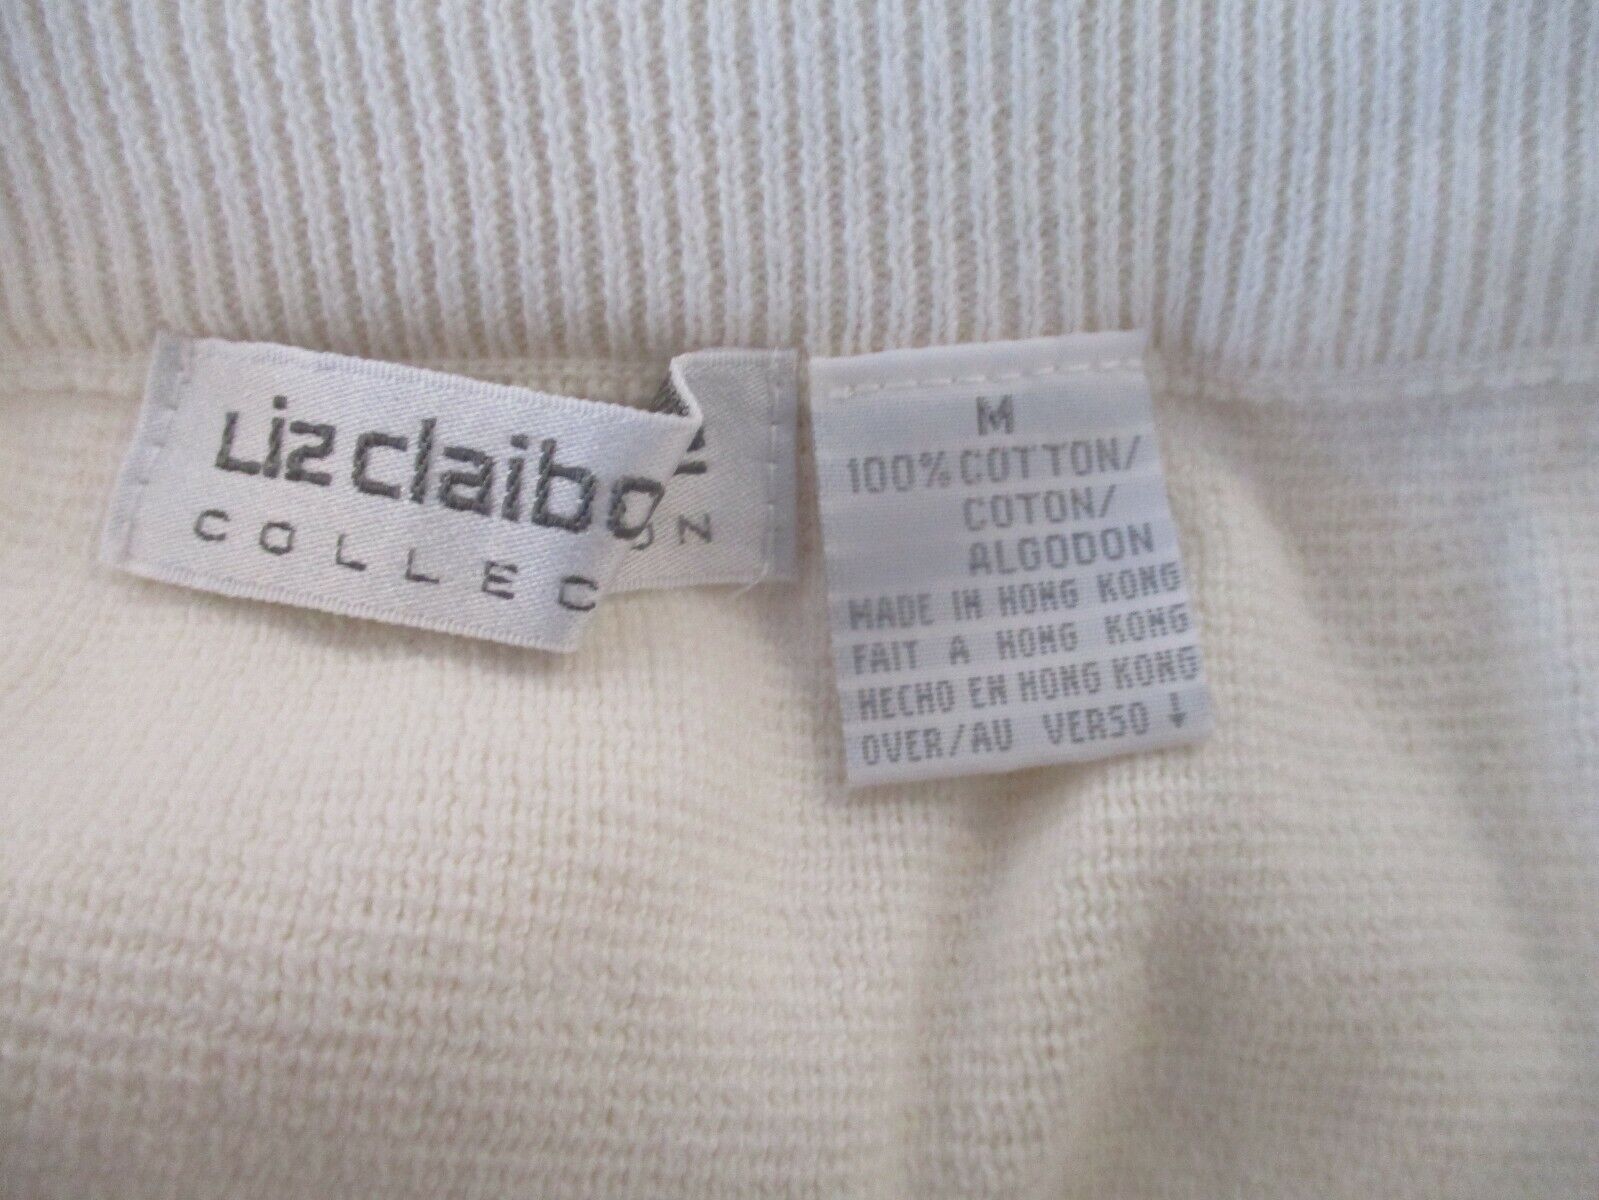 Liz claibo
COLLEC ON
M
100% COTTON/
COTON/
ALGODON
MADE IN HONG KONG
FAIT A HONG KONG
HECHO EN HONG KONG
OVER/AU VERSO ↓